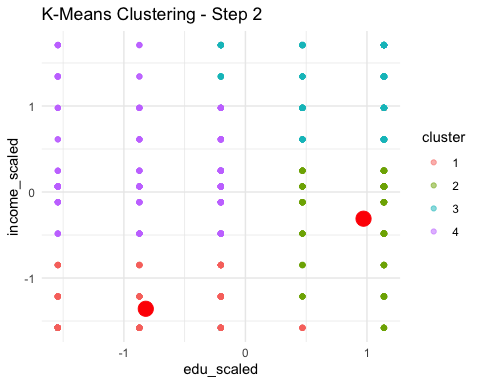 K-Means Clustering - Step 2
income_scaled
1
0
-1
-1
0
1
edu_scaled
cluster
1
2
3
4